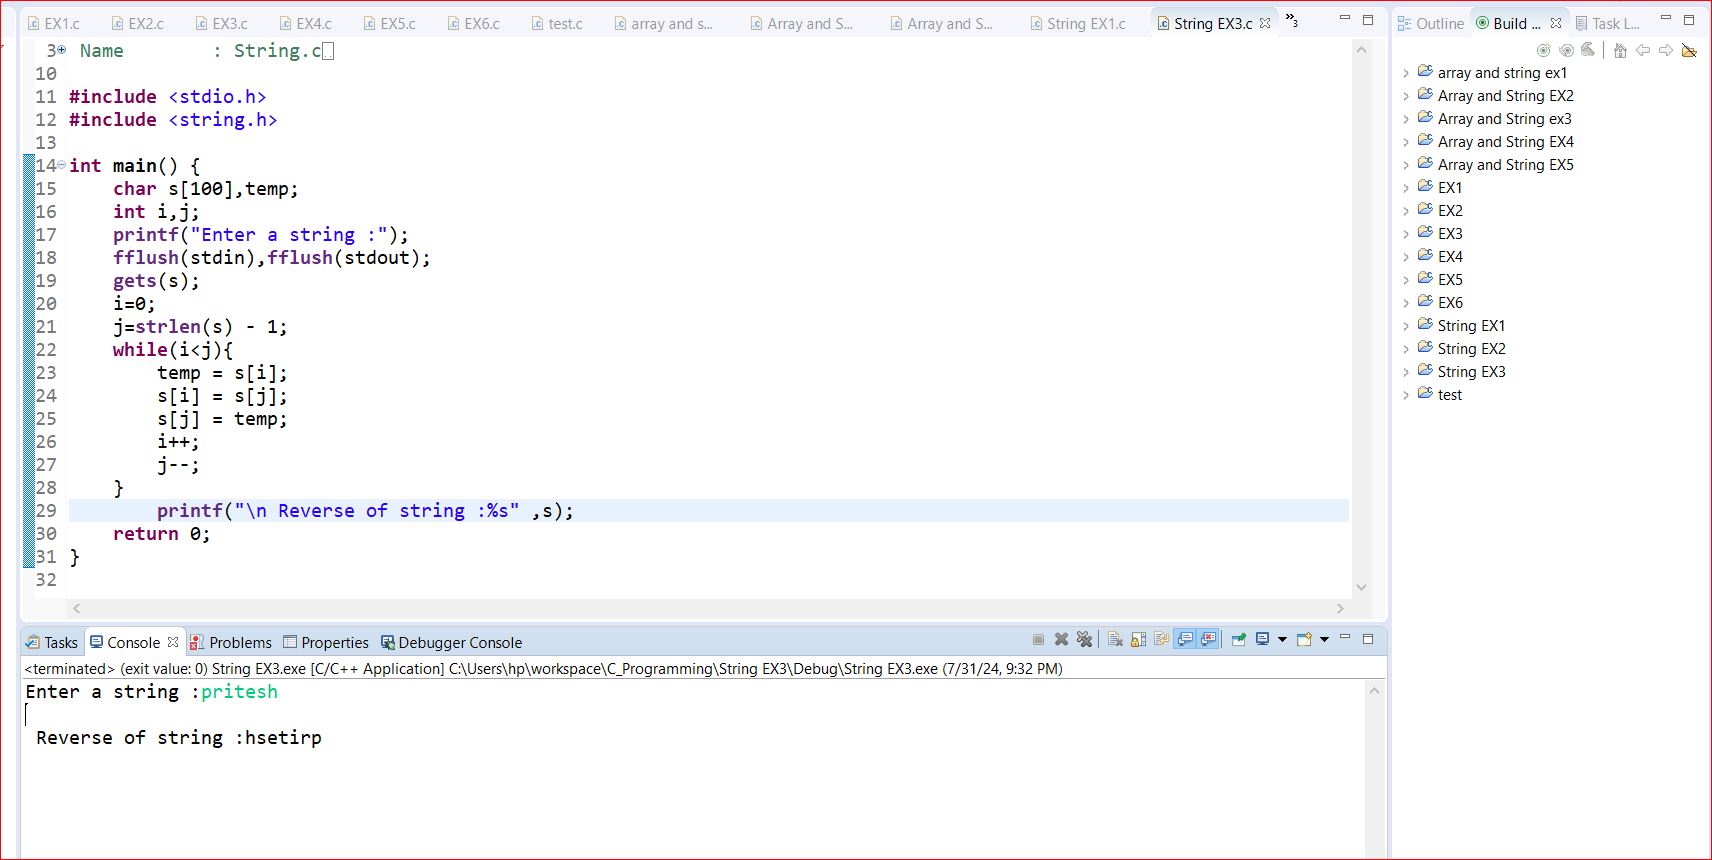 EX1.c EX2.c EX3.c EX4.c EX5.c EX6.c test.c array and s... Array and S... Array and S... String EX1.c String EX3.c »3
3 Name : String.c
10
11 #include <stdio.h>
12 #include <string.h>
13
14 int main() {
15 char s[100],temp;
16 int i,j;
17 printf("Enter a string :");
18 fflush(stdin),fflush(stdout);
19 gets(s);
20 i=0;
21 j=strlen(s) - 1;
22 while(i<j){
23 temp = s[i];
24 s[i] = s[j];
25 s[j] = temp;
26 i++;
27 j--;
28 }
29 printf("\n Reverse of string :%s" ,s);
30 return 0;
31 }
32
Tasks Console Problems Properties Debugger Console
<terminated> (exit value: 0) String EX3.exe [C/C++ Application] C:\Users\hp\workspace\C_Programming\String EX3\Debug\String EX3.exe (7/31/24, 9:32 PM)
Enter a string :pritesh
Reverse of string :hsetirp
Outline Build ... Task L...
array and string ex1
Array and String EX2
Array and String ex3
Array and String EX4
Array and String EX5
EX1
EX2
EX3
EX4
EX5
EX6
String EX1
String EX2
String EX3
test